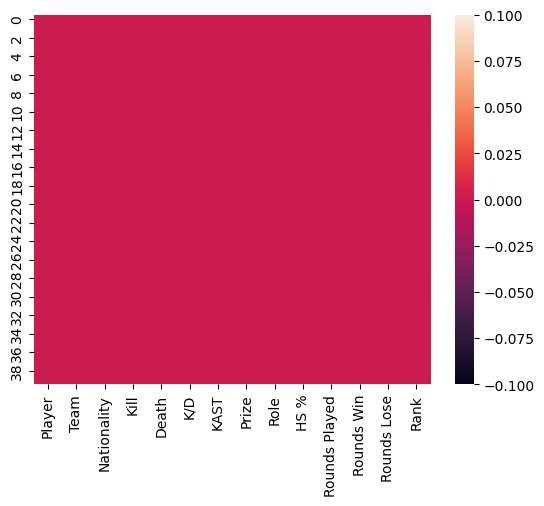 0
2
4
6
8
10
12
14
16
18
20
22
24
26
28
30
32
34
36
38
Player
Team
Nationality
Kill
Death
K/D
KAST
Prize
Role
HS %
Rounds Played
Rounds Win
Rounds Lose
Rank
0.100
0.075
0.050
0.025
0.000
−0.025
−0.050
−0.075
−0.100